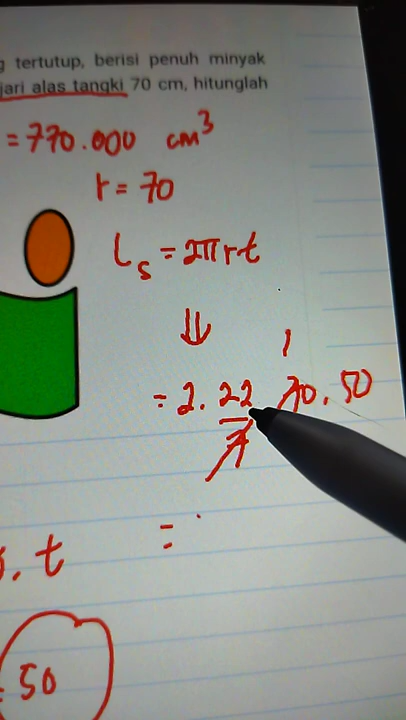 tertutup, berisi penuh minyak
jari alas tangki 70 cm, hitunglah
= 770.000 cm³
r = 70
Ls = 2πrt
⇓
1
= 2. 22 70. 50
7
=
. t
50